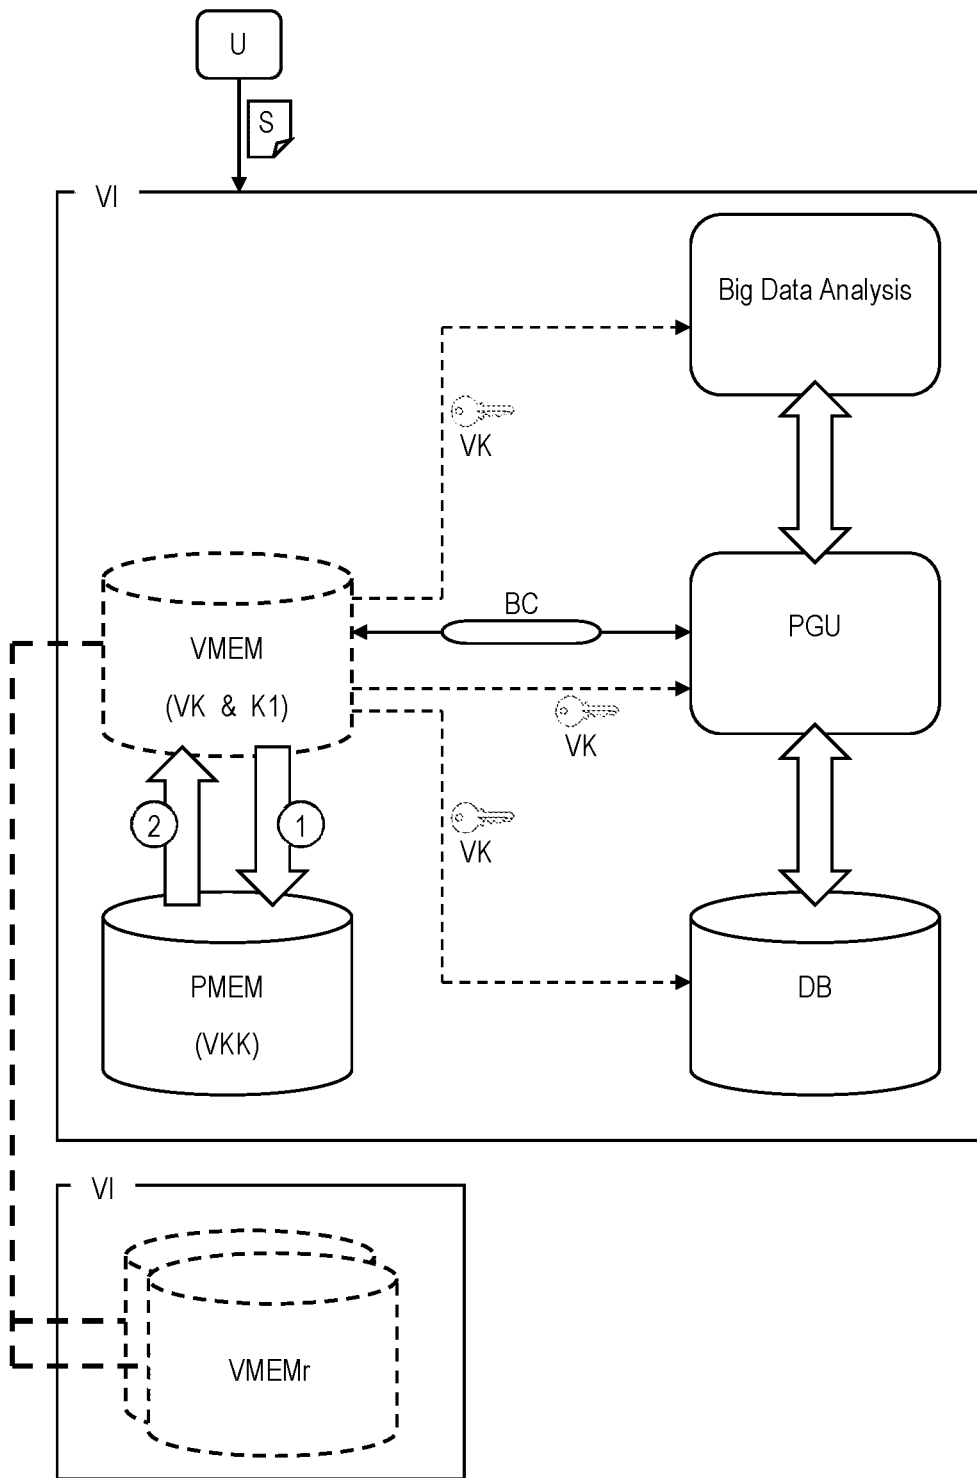 U
S
VI
Big Data Analysis
VK
BC
VMEM
(VK & K1)
PGU
VK
2
1
VK
PMEM
(VKK)
DB
VI
VMEMr